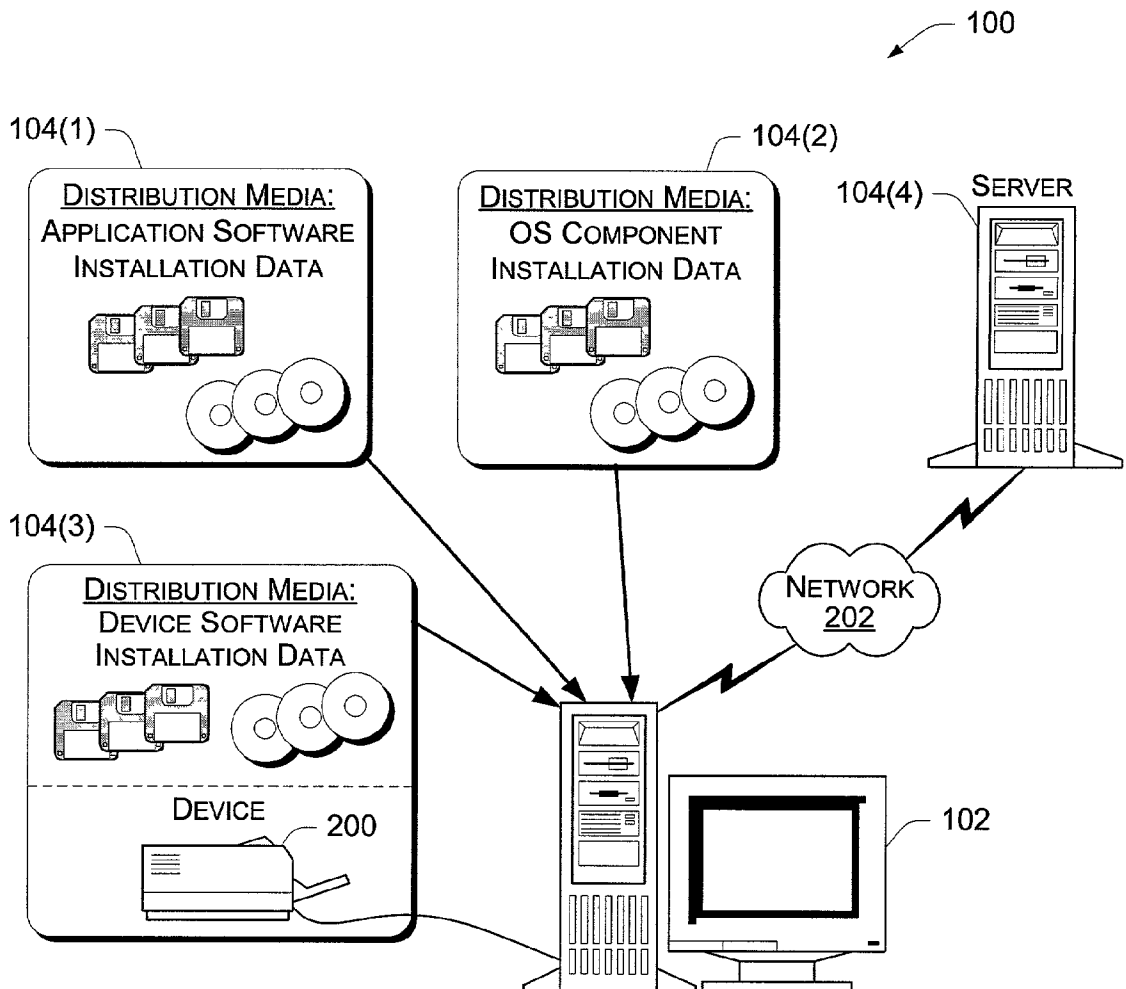 100
104(1)
DISTRIBUTION MEDIA:
APPLICATION SOFTWARE
INSTALLATION DATA
104(2)
DISTRIBUTION MEDIA:
OS COMPONENT
INSTALLATION DATA
104(4)
SERVER
104(3)
DISTRIBUTION MEDIA:
DEVICE SOFTWARE
INSTALLATION DATA
DEVICE
200
NETWORK
202
102